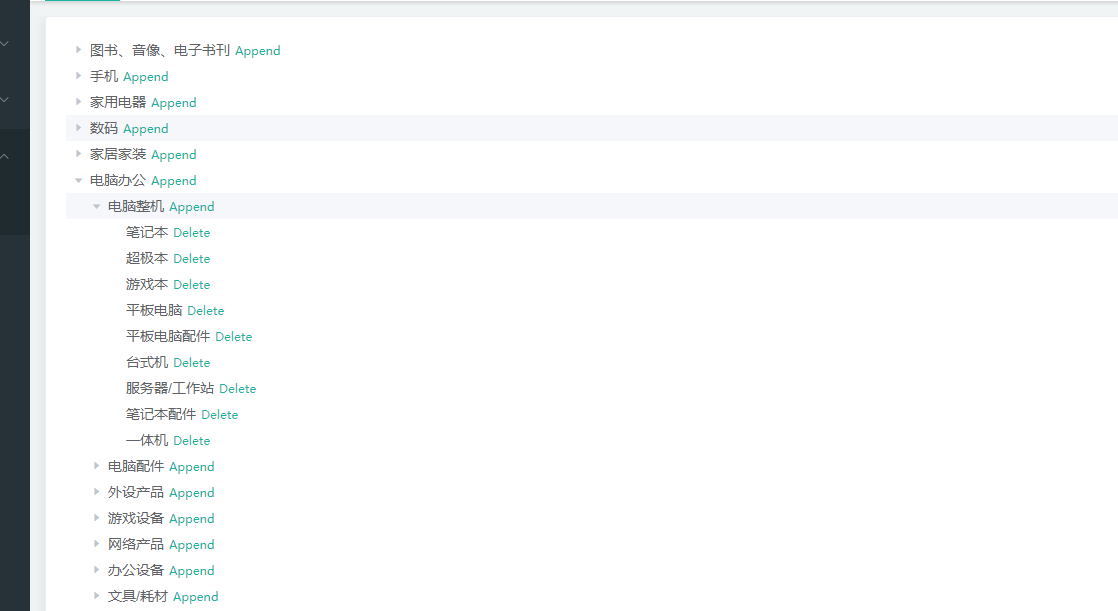 图书、音像、电子书刊 Append
手机 Append
家用电器 Append
数码 Append
家居家装 Append
电脑办公 Append
电脑整机 Append
笔记本 Delete
超极本 Delete
游戏本 Delete
平板电脑 Delete
平板电脑配件 Delete
台式机 Delete
服务器/工作站 Delete
笔记本配件 Delete
一体机 Delete
电脑配件 Append
外设产品 Append
游戏设备 Append
网络产品 Append
办公设备 Append
文具/耗材 Append